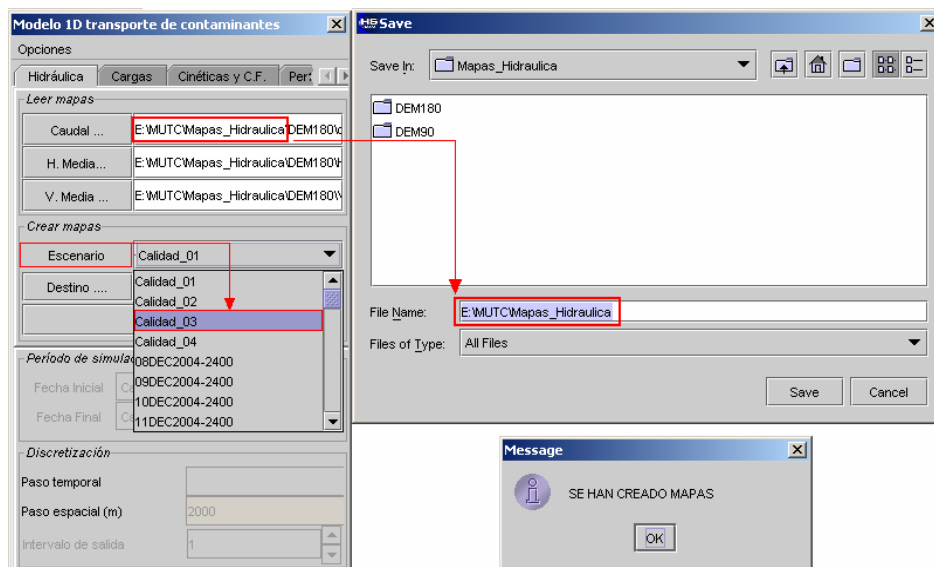 Modelo 1D transporte de contaminantes
Opciones
Hidráulica
Cargas
Cinéticas y C.F.
Leer mapas
Caudal ...
E:\MUTC\Mapas_Hidraulica\DEM180\
H. Media...
E:\MUTC\Mapas_Hidraulica\DEM180\
V. Media ...
E:\MUTC\Mapas_Hidraulica\DEM180\
Crear mapas
Escenario
Calidad_01
Destino ....
Calidad_01
Calidad_02
Calidad_03
Calidad_04
08DEC2004-2400
09DEC2004-2400
10DEC2004-2400
11DEC2004-2400
Período de simula
Fecha Inicial
Fecha Final
Discretización
Paso temporal
Paso espacial (m)
2000
Intervalo de salida
1
Save
Save In:
Mapas_Hidraulica
DEM180
DEM90
File Name:
E:\MUTC\Mapas_Hidraulica
Files of Type:
All Files
Save
Cancel
Message
SE HAN CREADO MAPAS
OK